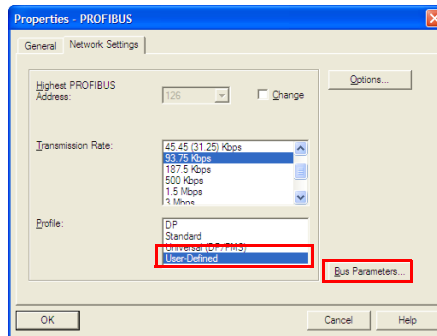 Properties - PROFIBUS
General
Network Settings
Highest PROFIBUS
Address:
126
Change
Options...
Transmission Rate:
45.45 (31.25) Kbps
93.75 Kbps
187.5 Kbps
500 Kbps
1.5 Mbps
3 Mbps
Profile:
DP
Standard
Universal (DP/FMS)
User-Defined
Bus Parameters...
OK
Cancel
Help